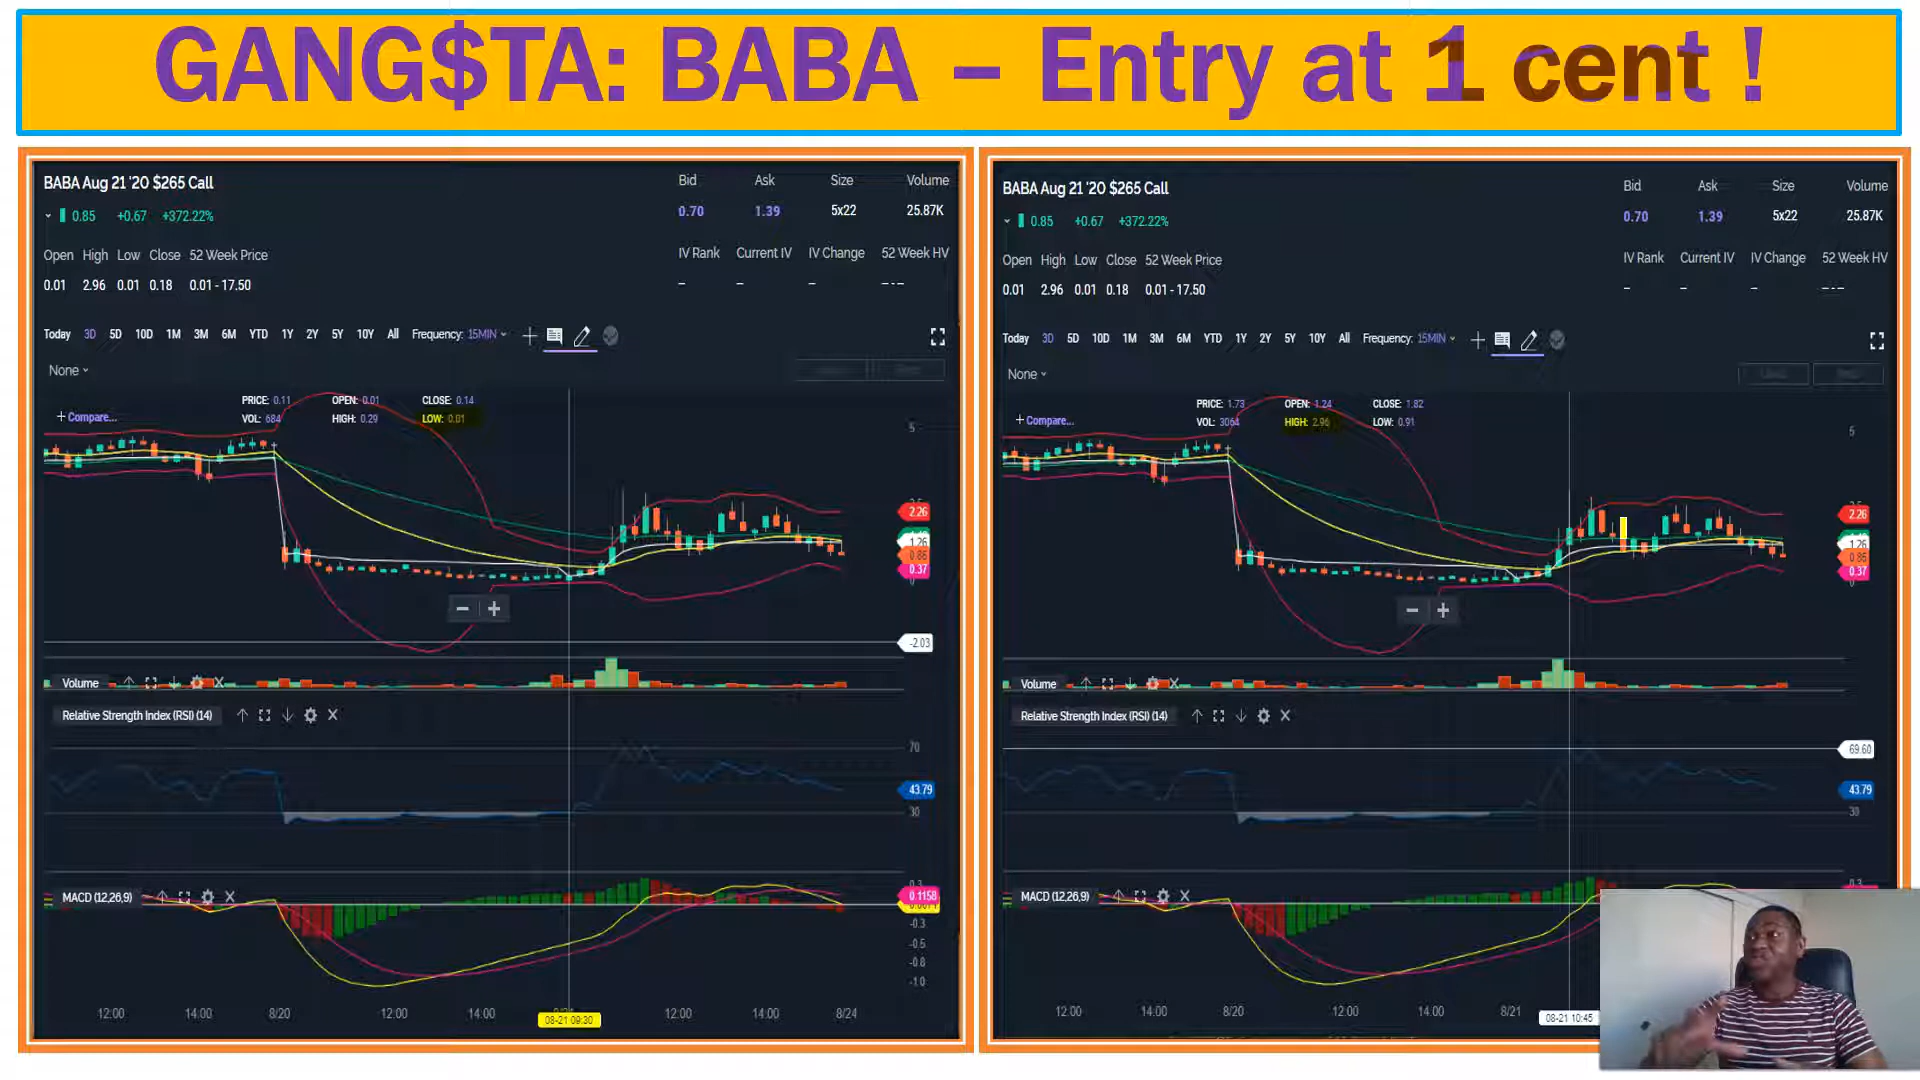 GANG$TA: BABA – Entry at 1 cent !
BABA Aug 21 '20 $265 Call
Bid Ask Size Volume
0.85 +0.67 +372.22%
0.70 1.39 5x22 25.87K
Open High Low Close 52 Week Price
IV Rank Current IV IV Change 52 Week HV
0.01 2.96 0.01 0.18 0.01 - 17.50
Today 3D 5D 10D 1M 3M 6M YTD 1Y 2Y 5Y 10Y All Frequency: 15MIN
None
+ Compare...
PRICE: 0.11 OPEN: 0.01 CLOSE: 0.14
VOL: 684 HIGH: 0.29 LOW: 0.01
5
2.26
1.26
0.86
0.37
-2.03
Volume
Relative Strength Index (RSI) (14)
70
43.79
30
MACD (12,26,9)
0.1158
-0.3
-0.5
-0.8
-1.0
12:00 14:00 8/20 12:00 14:00 12:00 14:00 8/24
08-21 09:30
BABA Aug 21 '20 $265 Call
Bid Ask Size Volume
0.85 +0.67 +372.22%
0.70 1.39 5x22 25.87K
Open High Low Close 52 Week Price
IV Rank Current IV IV Change 52 Week HV
0.01 2.96 0.01 0.18 0.01 - 17.50
Today 3D 5D 10D 1M 3M 6M YTD 1Y 2Y 5Y 10Y All Frequency: 15MIN
None
+ Compare...
PRICE: 1.73 OPEN: 1.24 CLOSE: 1.82
VOL: 3064 HIGH: 2.96 LOW: 0.91
5
2.26
1.26
0.86
0.37
Volume
Relative Strength Index (RSI) (14)
69.60
43.79
30
MACD (12,26,9)
12:00 14:00 8/20 12:00 14:00 8/21
08-21 10:45